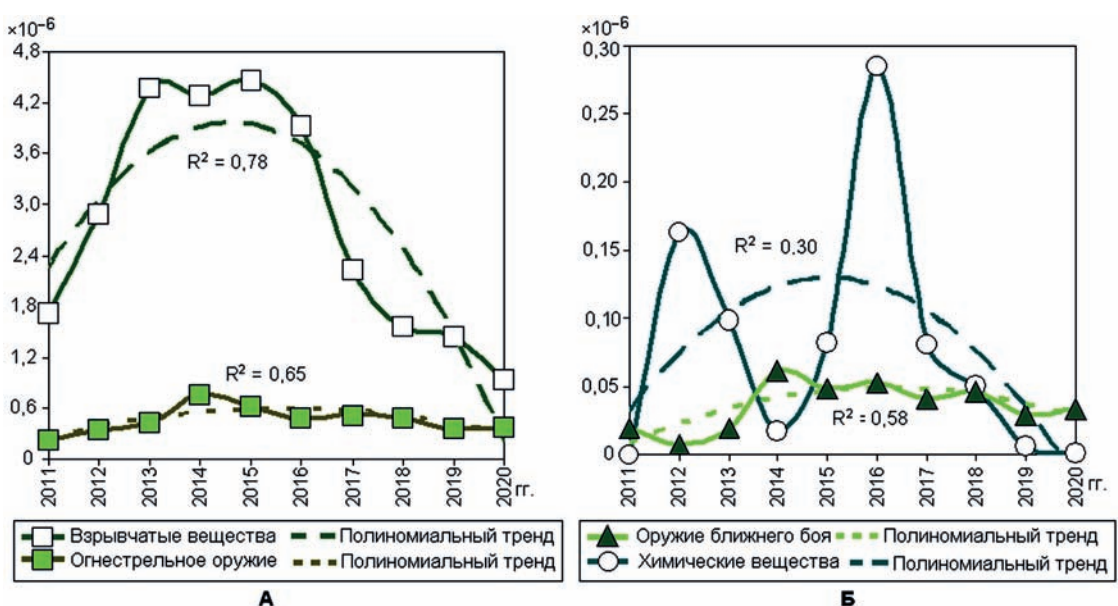 ×10⁻⁶
4,8
4,2
3,6
3,0
2,4
1,8
1,2
0,6
0
R² = 0,78
R² = 0,65
2011
2012
2013
2014
2015
2016
2017
2018
2019
2020
гг.
Взрывчатые вещества
Полиномиальный тренд
Огнестрельное оружие
Полиномиальный тренд
А
×10⁻⁶
0,30
0,25
0,20
0,15
0,10
0,05
0
R² = 0.30
R² = 0,58
2011
2012
2013
2014
2015
2016
2017
2018
2019
2020
гг.
Оружие ближнего боя
Полиномиальный тренд
Химические вещества
Полиномиальный тренд
Б